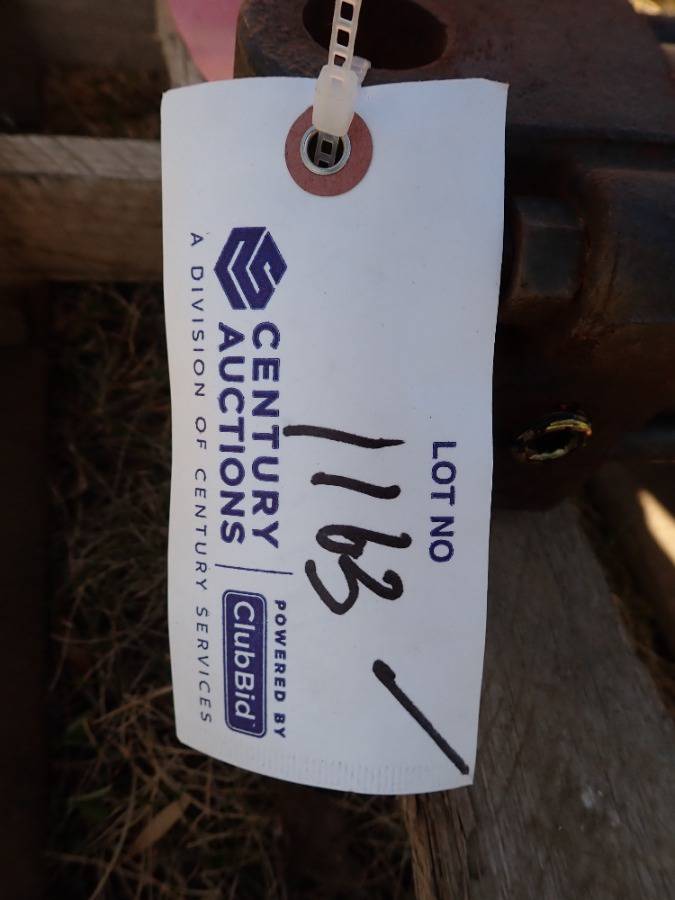 LOT NO
1163
CENTURY
AUCTIONS
POWERED BY
ClubBid
A DIVISION OF CENTURY SERVICES